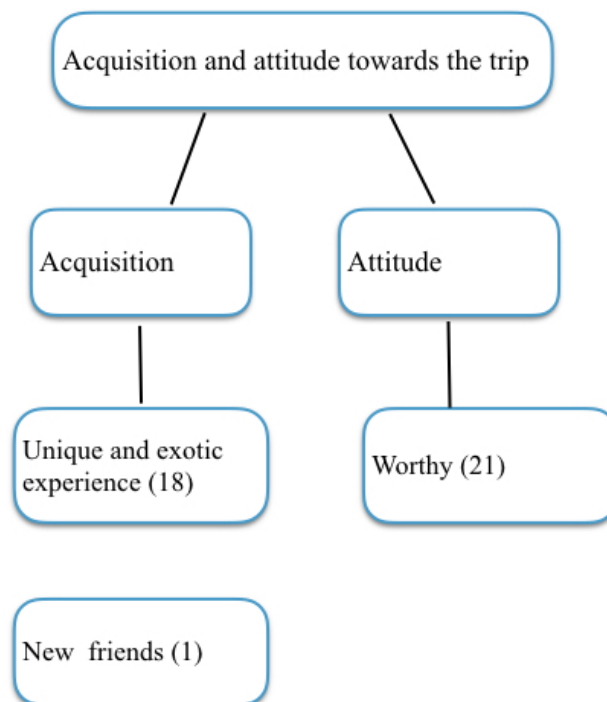 Acquisition and attitude towards the trip
Acquisition
Attitude
Unique and exotic
experience (18)
Worthy (21)
New friends (1)